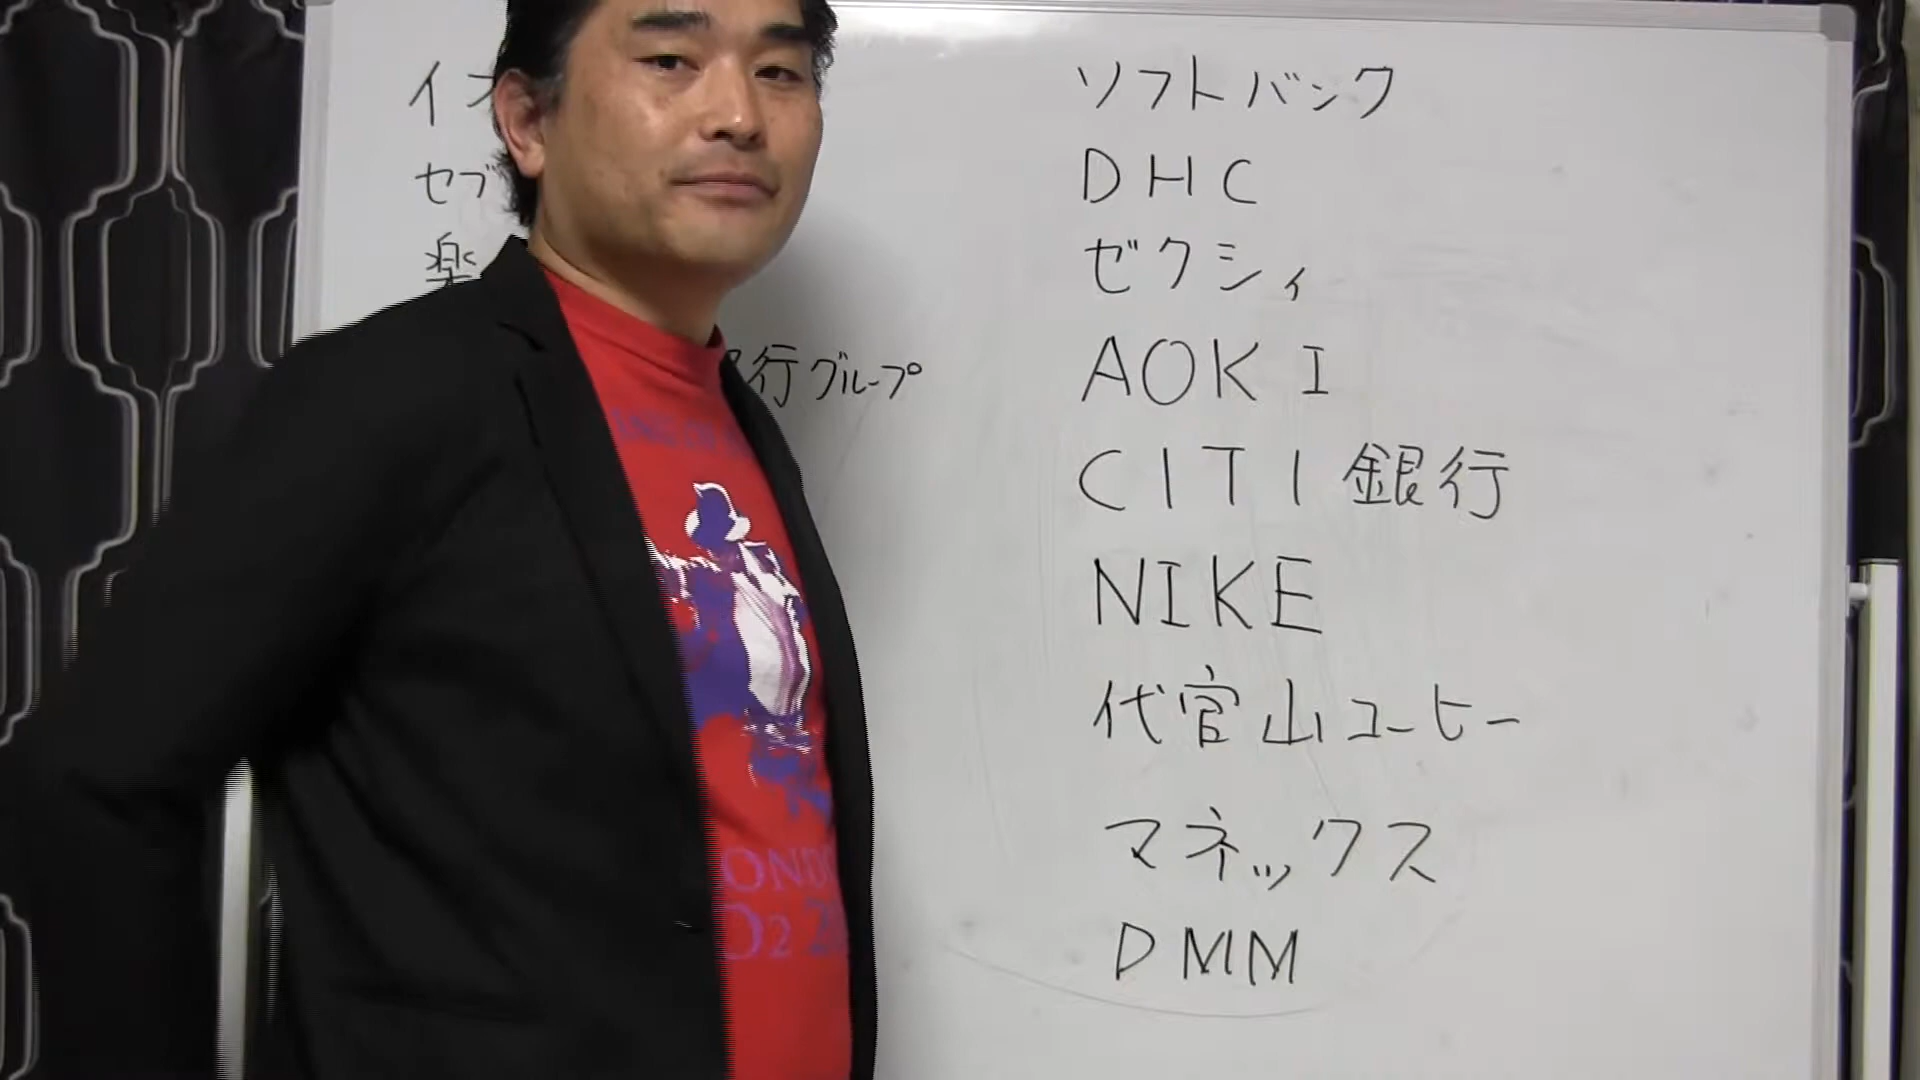 セブ
楽
行グループ
ソフトバンク
DHC
ゼクシィ
AOKI
CITI銀行
NIKE
代官山コーヒー
マネックス
DMM